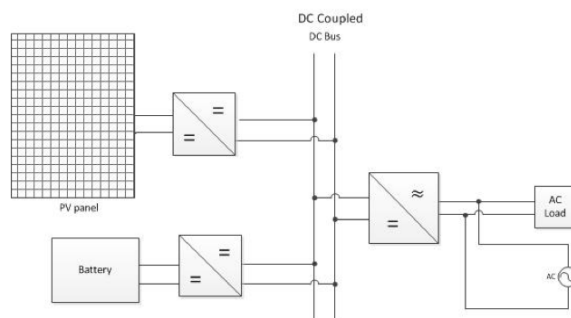 DC Coupled
DC Bus
PV panel
Battery
AC
Load
AC